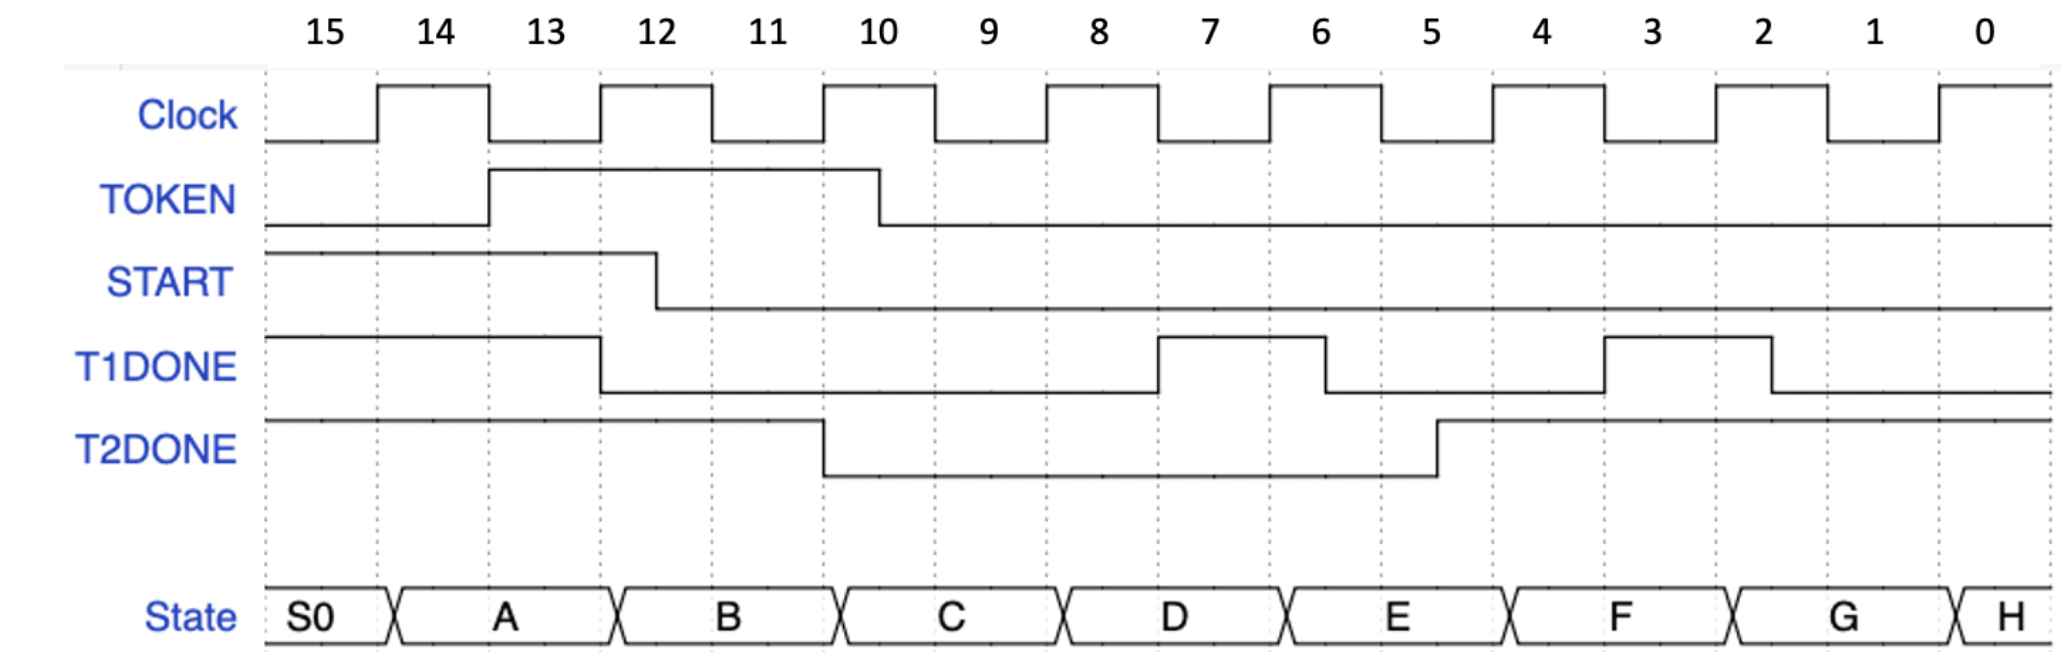 15 14 13 12 11 10 9 8 7 6 5 4 3 2 1 0
Clock
TOKEN
START
T1DONE
T2DONE
State S0 A B C D E F G H